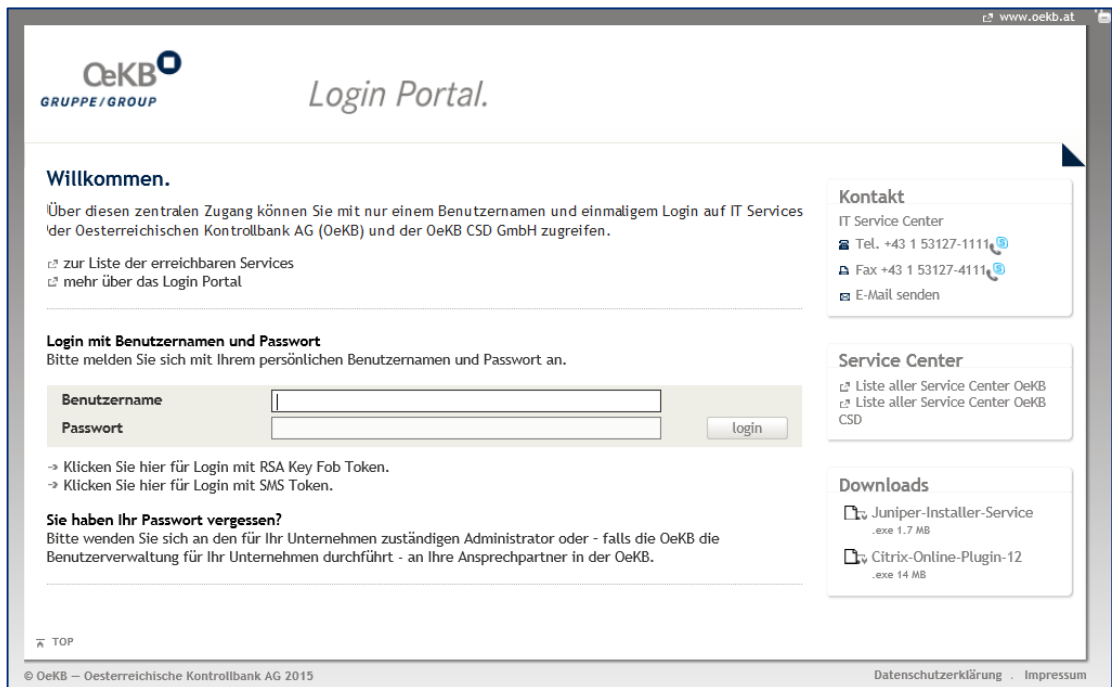 www.oekb.at
OeKB
GRUPPE/GROUP
Login Portal.
Willkommen.
Über diesen zentralen Zugang können Sie mit nur einem Benutzernamen und einmaligem Login auf IT Services
der Oesterreichischen Kontrollbank AG (OeKB) und der OeKB CSD GmbH zugreifen.
zur Liste der erreichbaren Services
mehr über das Login Portal
Login mit Benutzernamen und Passwort
Bitte melden Sie sich mit Ihrem persönlichen Benutzernamen und Passwort an.
Benutzername
Passwort
login
Klicken Sie hier für Login mit RSA Key Fob Token.
Klicken Sie hier für Login mit SMS Token.
Sie haben Ihr Passwort vergessen?
Bitte wenden Sie sich an den für Ihr Unternehmen zuständigen Administrator oder - falls die OeKB die
Benutzerverwaltung für Ihr Unternehmen durchführt - an Ihre Ansprechpartner in der OeKB.
Kontakt
IT Service Center
Tel. +43 1 53127-1111
Fax +43 1 53127-4111
E-Mail senden
Service Center
Liste aller Service Center OeKB
Liste aller Service Center OeKB
CSD
Downloads
Juniper-Installer-Service
.exe 1.7 MB
Citrix-Online-Plugin-12
.exe 14 MB
TOP
© OeKB — Oesterreichische Kontrollbank AG 2015
Datenschutzerklärung . Impressum